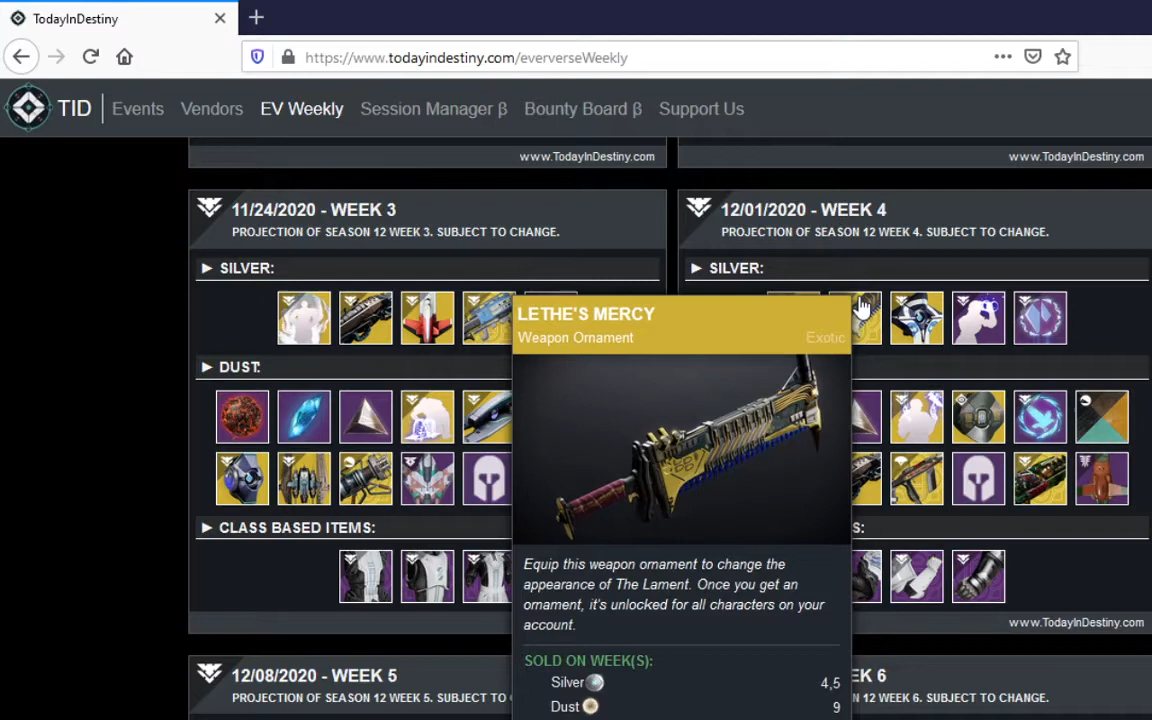 TodayInDestiny
https://www.todayindestiny.com/eververseWeekly
TID
Events
Vendors
EV Weekly
Session Manager β
Bounty Board β
Support Us
www.TodayInDestiny.com
www.TodayInDestiny.com
11/24/2020 - WEEK 3
PROJECTION OF SEASON 12 WEEK 3. SUBJECT TO CHANGE.
SILVER:
DUST:
CLASS BASED ITEMS:
12/01/2020 - WEEK 4
PROJECTION OF SEASON 12 WEEK 4. SUBJECT TO CHANGE.
SILVER:
S:
www.TodayInDestiny.com
LETHE'S MERCY
Weapon Ornament
Exotic
Equip this weapon ornament to change the
appearance of The Lament. Once you get an
ornament, it's unlocked for all characters on your
account.
SOLD ON WEEK(S):
Silver 4,5
Dust 9
12/08/2020 - WEEK 5
PROJECTION OF SEASON 12 WEEK 5. SUBJECT TO
K 6
OF SEASON 12 WEEK 6. SUBJECT TO CHANGE.